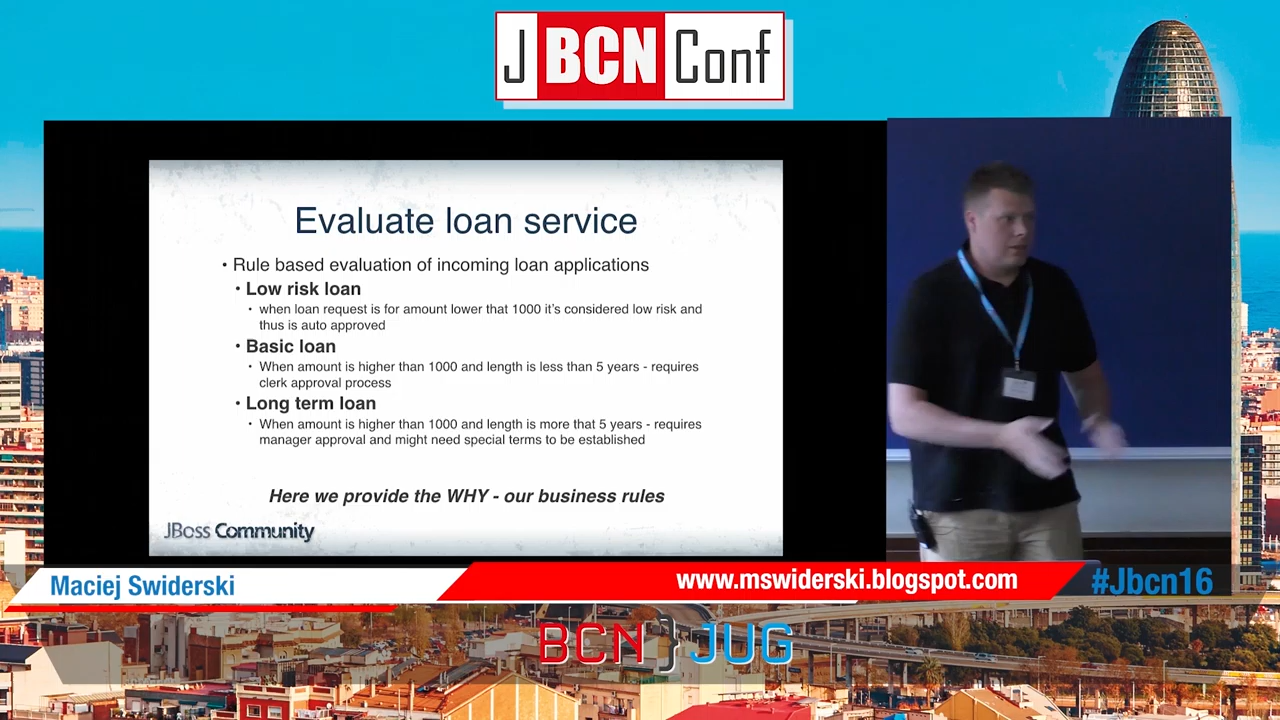 J BCN Conf
Evaluate loan service
• Rule based evaluation of incoming loan applications
• Low risk loan
• when loan request is for amount lower that 1000 it's considered low risk and
thus is auto approved
• Basic loan
• When amount is higher than 1000 and length is less than 5 years - requires
clerk approval process
• Long term loan
• When amount is higher than 1000 and length is more that 5 years - requires
manager approval and might need special terms to be established
Here we provide the WHY - our business rules
JBoss Community
Maciej Swiderski
www.mswiderski.blogspot.com
#Jbcn16
BCN JUG